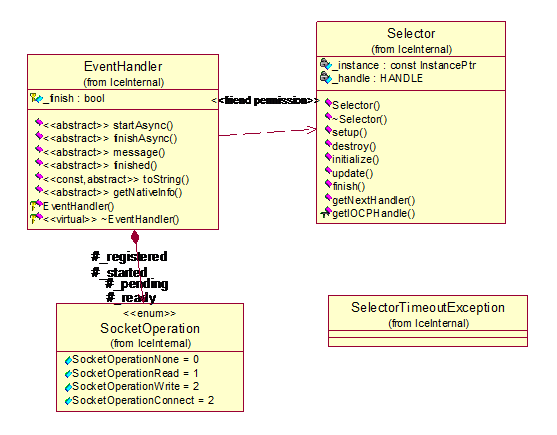 EventHandler
(from IceInternal)
_finish : bool
<<abstract>> startAsync()
<<abstract>> finishAsync()
<<abstract>> message()
<<abstract>> finished()
<<const,abstract>> toString()
<<abstract>> getNativeInfo()
EventHandler()
<<virtual>> ~EventHandler()
<<friend permission>>
Selector
(from IceInternal)
_instance : const InstancePtr
_handle : HANDLE
Selector()
~Selector()
setup()
destroy()
initialize()
update()
finish()
getNextHandler()
getIOCPHandle()
#_registered
#_started
#_pending
#_ready
<<enum>>
SocketOperation
(from IceInternal)
SocketOperationNone = 0
SocketOperationRead = 1
SocketOperationWrite = 2
SocketOperationConnect = 2
SelectorTimeoutException
(from IceInternal)